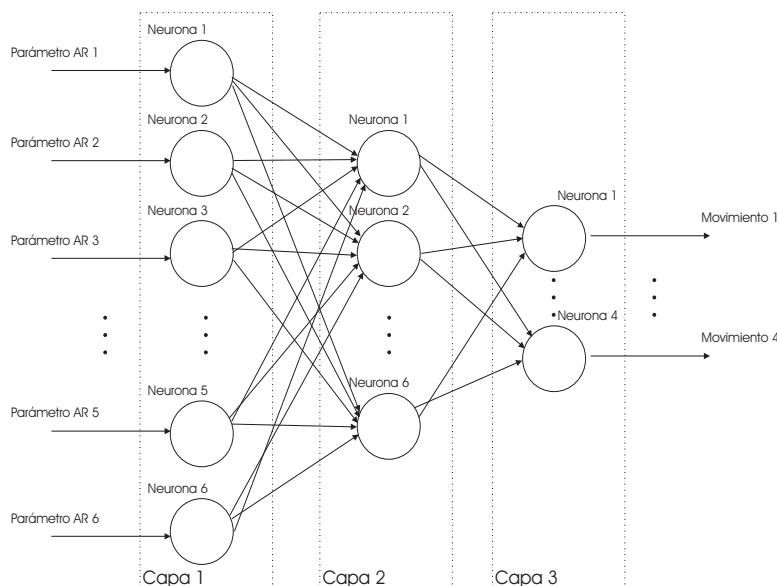 Neurona 1
Parámetro AR 1
Neurona 2
Neurona 1
Parámetro AR 2
Neurona 3
Neurona 2
Neurona 1
Movimiento 1
Parámetro AR 3
Neurona 4
Movimiento 4
Neurona 5
Neurona 6
Parámetro AR 5
Neurona 6
Parámetro AR 6
Capa 1
Capa 2
Capa 3